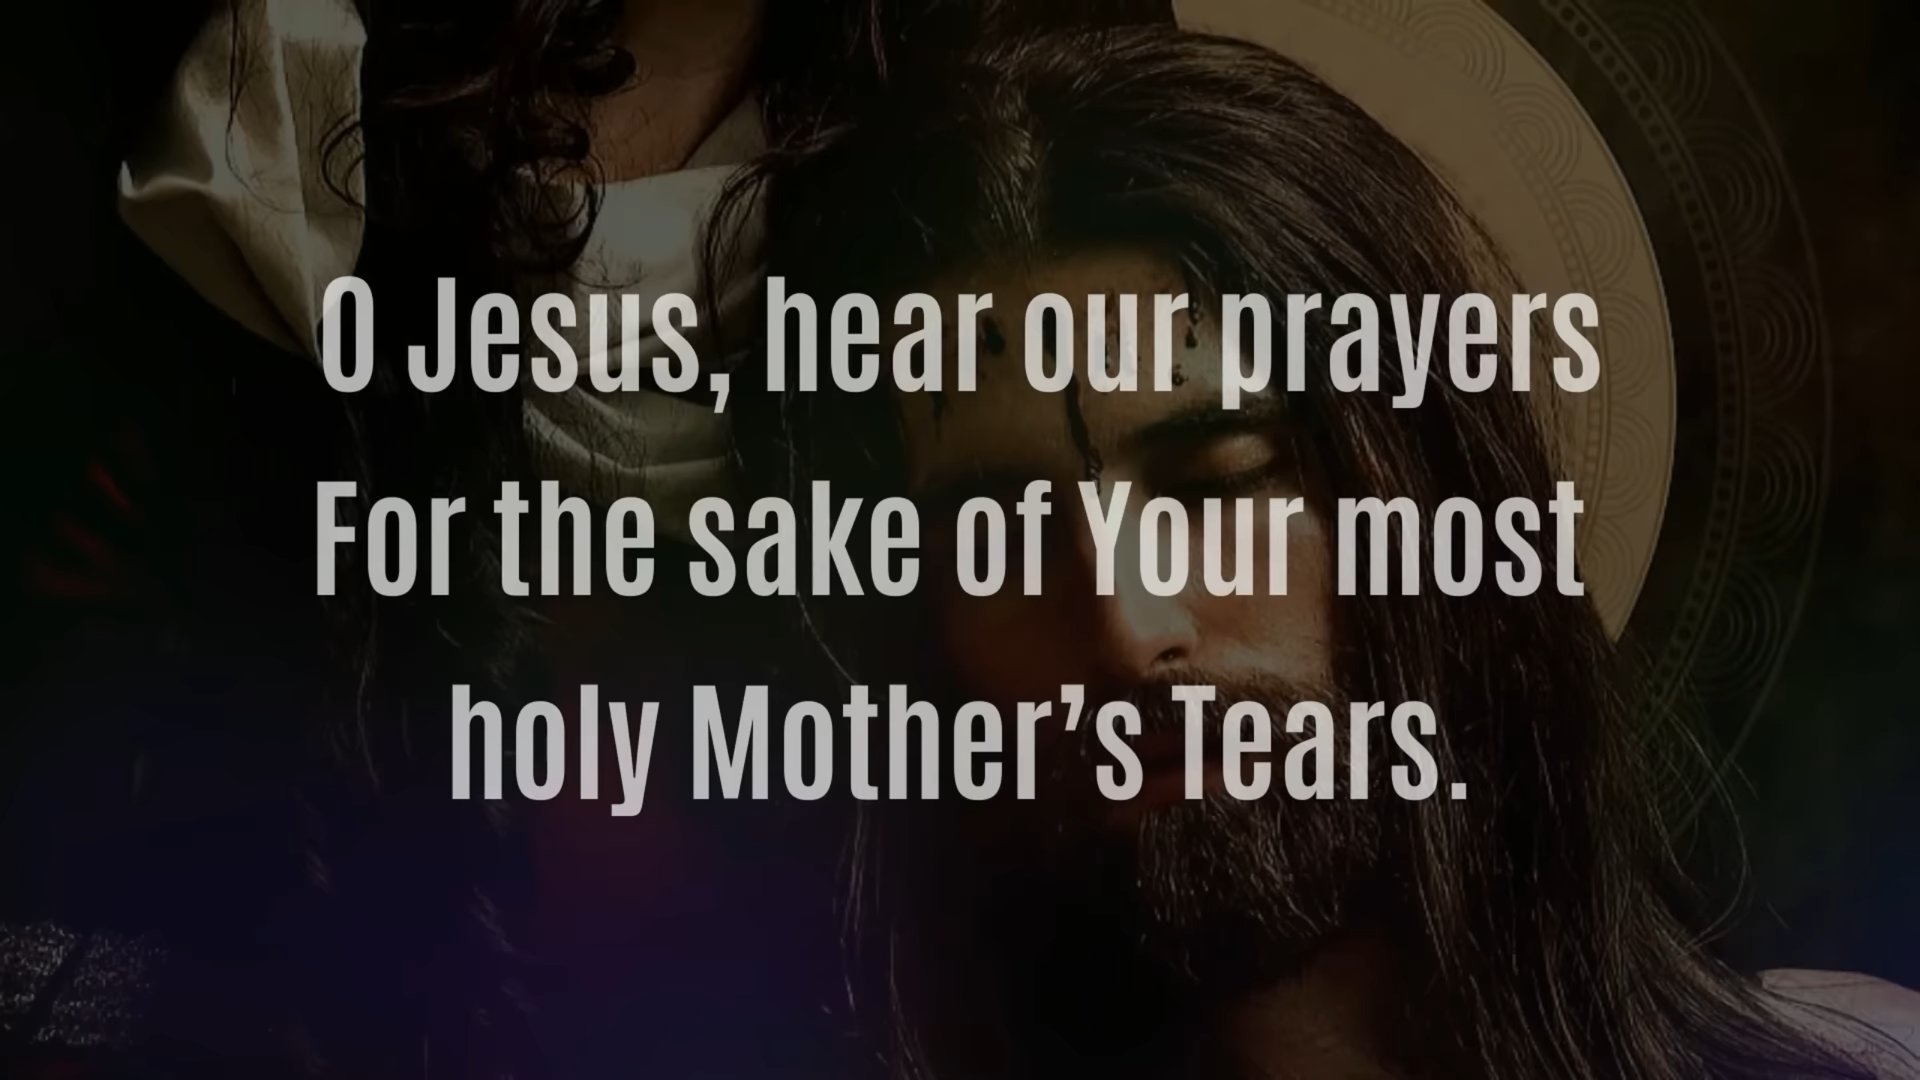 O Jesus, hear our prayers
For the sake of Your most
holy Mother’s Tears.